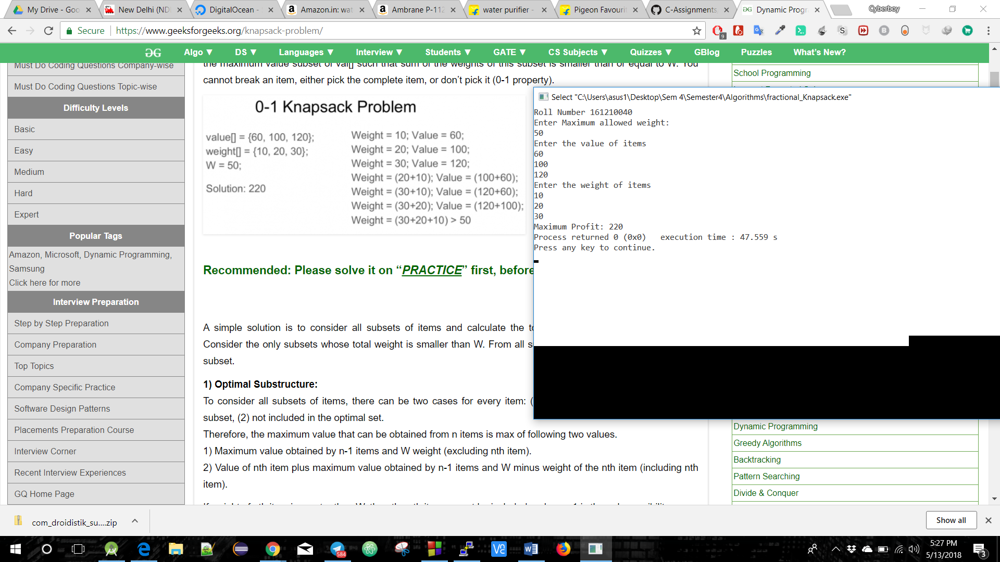 My Drive - Goo
New Delhi (NDI
DigitalOcean -
Amazon.in: wat
Ambrane P-112
water purifier -
Pigeon Favouri
C-Assignments
Dynamic Progr
Cyberboy
Secure
https://www.geeksforgeeks.org/knapsack-problem/
9
Algo ▼ DS ▼ Languages ▼ Interview ▼ Students ▼ GATE ▼ CS Subjects ▼ Quizzes ▼ GBlog Puzzles What's New?
Must Do Coding Questions Company-wise
Must Do Coding Questions Topic-wise
Difficulty Levels
Basic
Easy
Medium
Hard
Expert
Popular Tags
Amazon, Microsoft, Dynamic Programming,
Samsung
Click here for more
Interview Preparation
Step by Step Preparation
Company Preparation
Top Topics
Company Specific Practice
Software Design Patterns
Placements Preparation Course
Interview Corner
Recent Interview Experiences
GQ Home Page
the maximum value subset of val[] such that sum of the weights of this subset is smaller than or equal to W. You
cannot break an item, either pick the complete item, or don't pick it (0-1 property).
0-1 Knapsack Problem
value[] = {60, 100, 120};
weight[] = {10, 20, 30};
W = 50;
Solution: 220
Weight = 10; Value = 60;
Weight = 20; Value = 100;
Weight = 30; Value = 120;
Weight = (20+10); Value = (100+60);
Weight = (30+10); Value = (120+60);
Weight = (30+20); Value = (120+100);
Weight = (30+20+10) > 50
Recommended: Please solve it on “PRACTICE” first, before
A simple solution is to consider all subsets of items and calculate the to
Consider the only subsets whose total weight is smaller than W. From all s
subset.
1) Optimal Substructure:
To consider all subsets of items, there can be two cases for every item: (
subset, (2) not included in the optimal set.
Therefore, the maximum value that can be obtained from n items is max of following two values.
1) Maximum value obtained by n-1 items and W weight (excluding nth item).
2) Value of nth item plus maximum value obtained by n-1 items and W minus weight of the nth item (including nth
item).
School Programming
Select "C:\Users\asus1\Desktop\Sem 4\Semester4\Algorithms\fractional_Knapsack.exe"
Roll Number 161210040
Enter Maximum allowed weight:
50
Enter the value of items
60
100
120
Enter the weight of items
10
20
30
Maximum Profit: 220
Process returned 0 (0x0) execution time : 47.559 s
Press any key to continue.
Dynamic Programming
Greedy Algorithms
Backtracking
Pattern Searching
Divide & Conquer
com_droidistik_su....zip
Show all
584
5:27 PM
5/13/2018
3